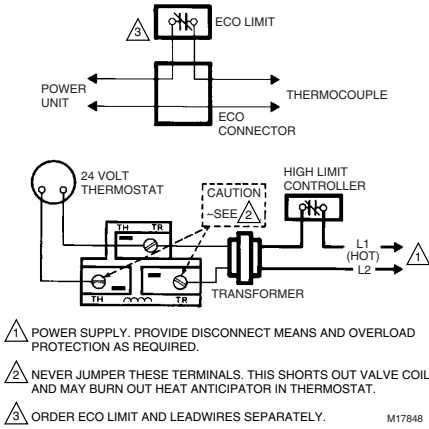 3
ECO LIMIT
POWER
UNIT
THERMOCOUPLE
ECO
CONNECTOR
24 VOLT
THERMOSTAT
CAUTION
–SEE 2
HIGH LIMIT
CONTROLLER
TH TR
L1
(HOT)
L2
1
TRANSFORMER
TH TR
1 POWER SUPPLY. PROVIDE DISCONNECT MEANS AND OVERLOAD
PROTECTION AS REQUIRED.
2 NEVER JUMPER THESE TERMINALS. THIS SHORTS OUT VALVE COIL
AND MAY BURN OUT HEAT ANTICIPATOR IN THERMOSTAT.
3 ORDER ECO LIMIT AND LEADWIRES SEPARATELY.
M17848